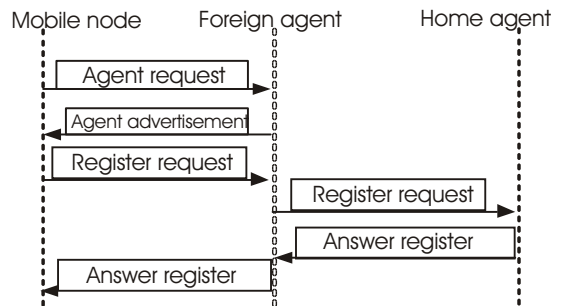 Mobile node Foreign agent Home agent
Agent request
Agent advertisement
Register request
Register request
Answer register
Answer register